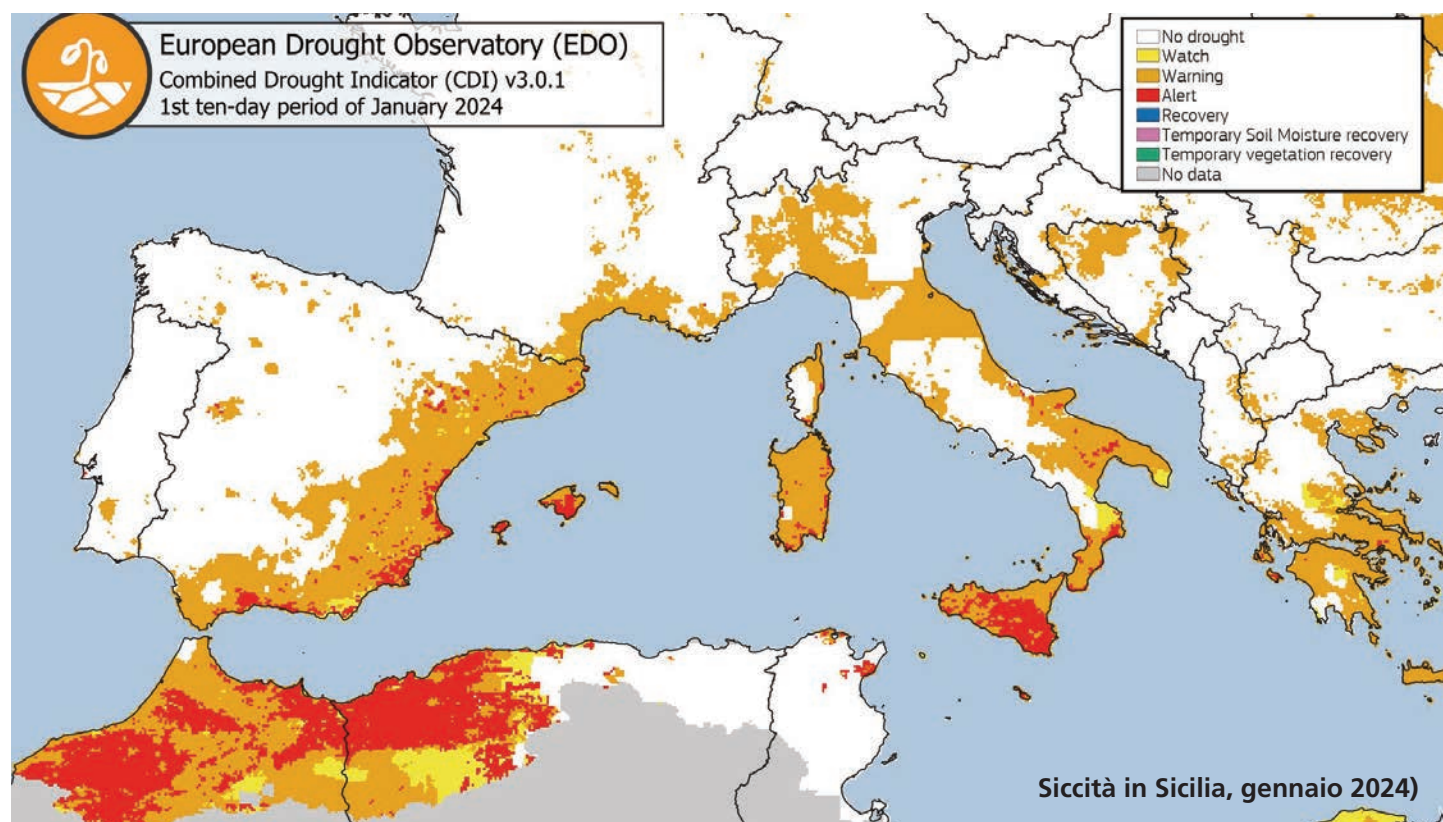 European Drought Observatory (EDO)
Combined Drought Indicator (CDI) v3.0.1
1st ten-day period of January 2024
No drought
Watch
Warning
Alert
Recovery
Temporary Soil Moisture recovery
Temporary vegetation recovery
No data
Siccità in Sicilia, gennaio 2024)